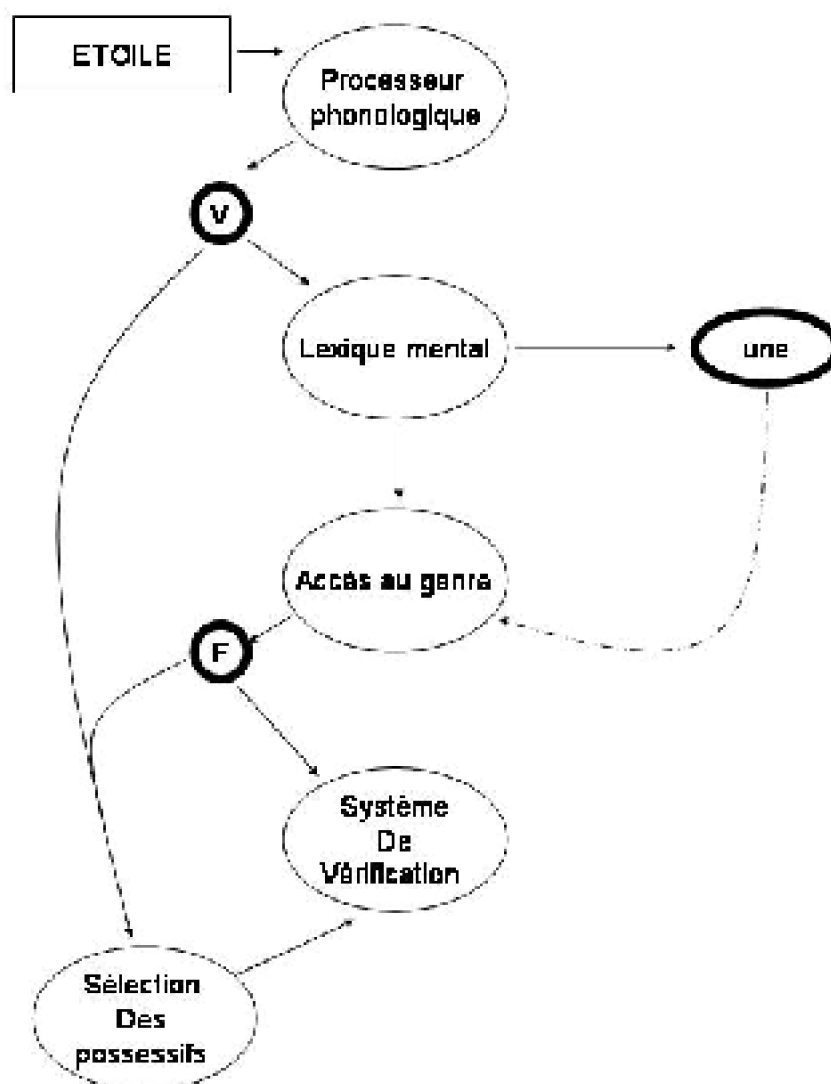 ETOILE
Processeur
phonologique
V
Lexique mental
une
Accès au genre
F
Système
De
Vérification
Sélection
Des
possessifs